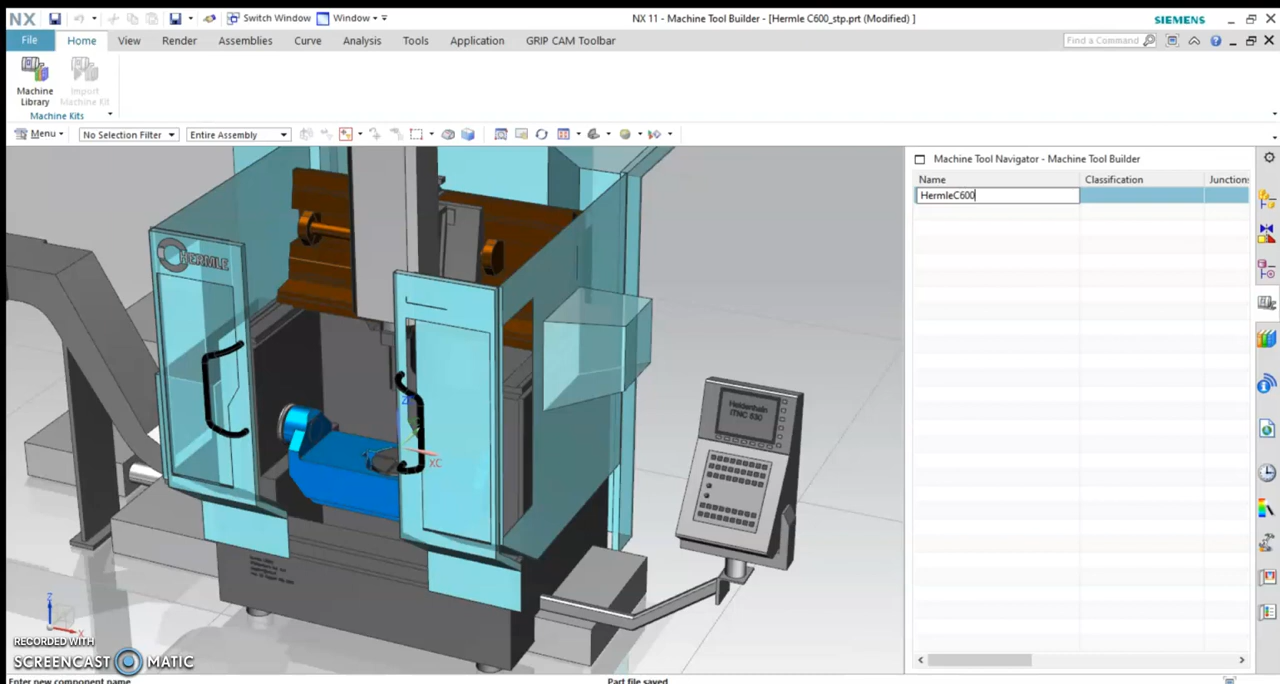 NX
Switch Window
Window
NX 11 - Machine Tool Builder - [Hermle C600_stp.prt (Modified) ]
SIEMENS
File Home View Render Assemblies Curve Analysis Tools Application GRIP CAM Toolbar
Find a Command
Machine Library
Import Machine Kit
Machine Kits
Menu
No Selection Filter
Entire Assembly
Machine Tool Navigator - Machine Tool Builder
Name Classification Junctions
HermleC600
HERMLE
Heidenhain
iTNC 530
XC
Z
X
RECORDED WITH
SCREENCAST MATIC
Enter new component name
Part file saved